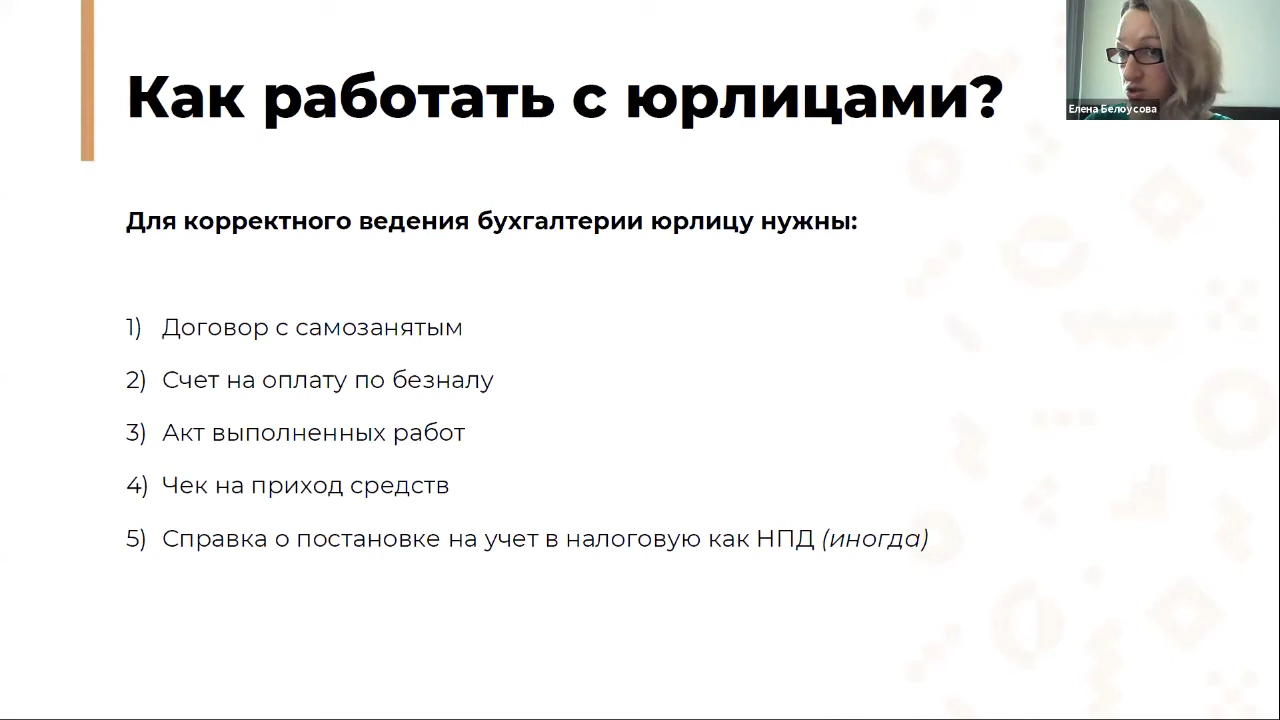 Как работать с юрлицами?
Елена Белоусова
Для корректного ведения бухгалтерии юрлицу нужны:
1) Договор с самозанятым
2) Счет на оплату по безналу
3) Акт выполненных работ
4) Чек на приход средств
5) Справка о постановке на учет в налоговую как НПД (иногда)